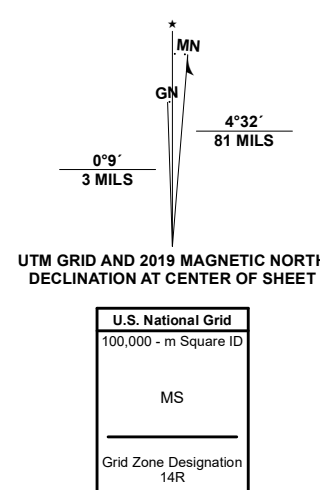 ★
MN
GN
4°32´
81 MILS
0°9´
3 MILS
UTM GRID AND 2019 MAGNETIC NORTH
DECLINATION AT CENTER OF SHEET
U.S. National Grid
100,000 - m Square ID
MS
Grid Zone Designation
14R